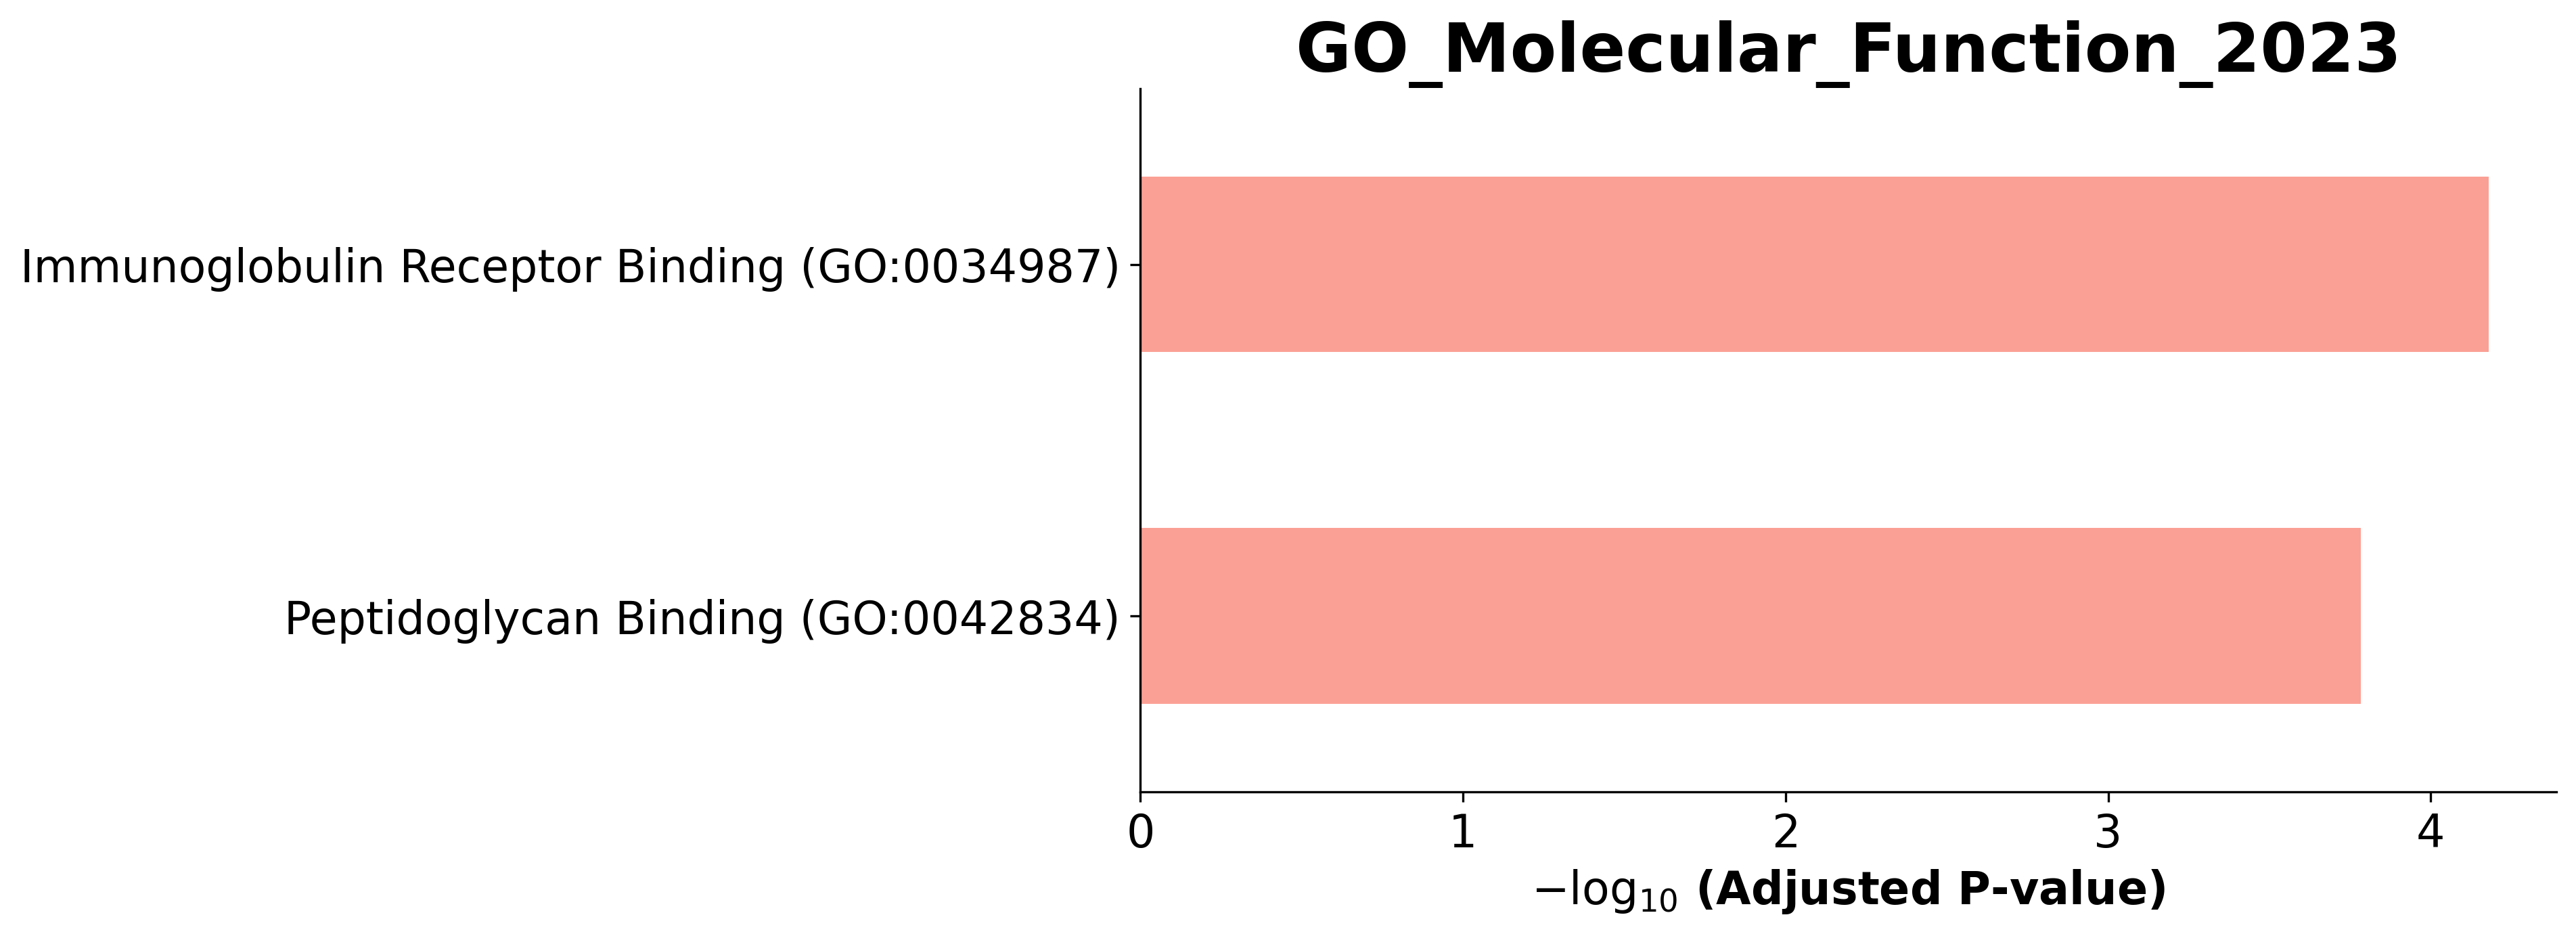 GO_Molecular_Function_2023
Immunoglobulin Receptor Binding (GO:0034987)
Peptidoglycan Binding (GO:0042834)
0 1 2 3 4
−log₁₀ (Adjusted P-value)